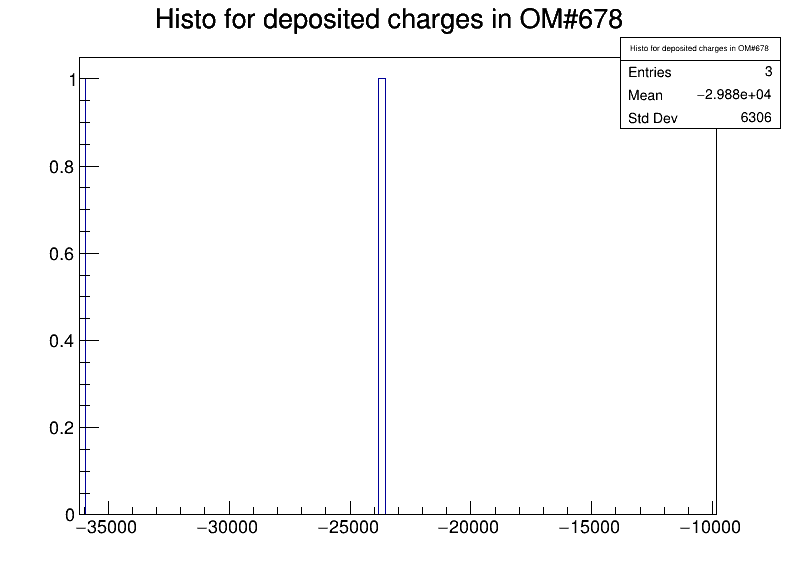 Histo for deposited charges in OM#678
Histo for deposited charges in OM#678
Entries 3
Mean −2.988e+04
Std Dev 6306
1
0.8
0.6
0.4
0.2
0
−35000 −30000 −25000 −20000 −15000 −10000